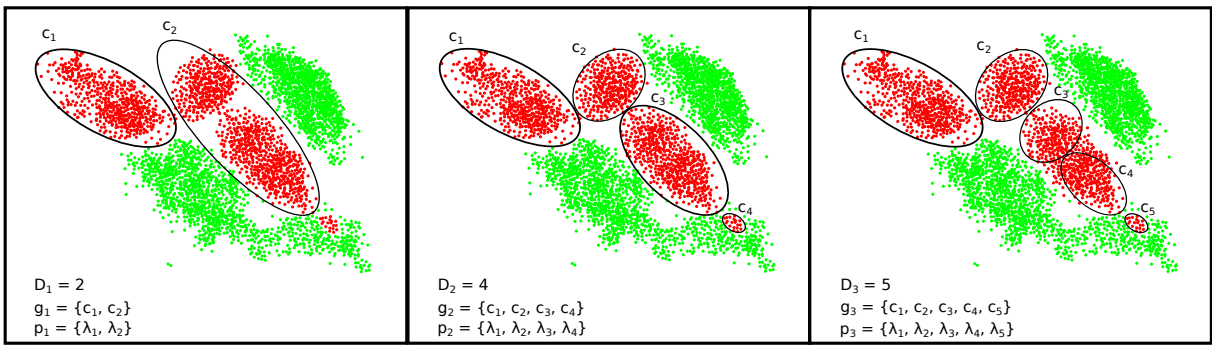 c₁
c₂
D₁ = 2
g₁ = {c₁, c₂}
p₁ = {λ₁, λ₂}
c₁
c₂
c₃
c₄
D₂ = 4
g₂ = {c₁, c₂, c₃, c₄}
p₂ = {λ₁, λ₂, λ₃, λ₄}
c₁
c₂
c₃
c₄
c₅
D₃ = 5
g₃ = {c₁, c₂, c₃, c₄, c₅}
p₃ = {λ₁, λ₂, λ₃, λ₄, λ₅}